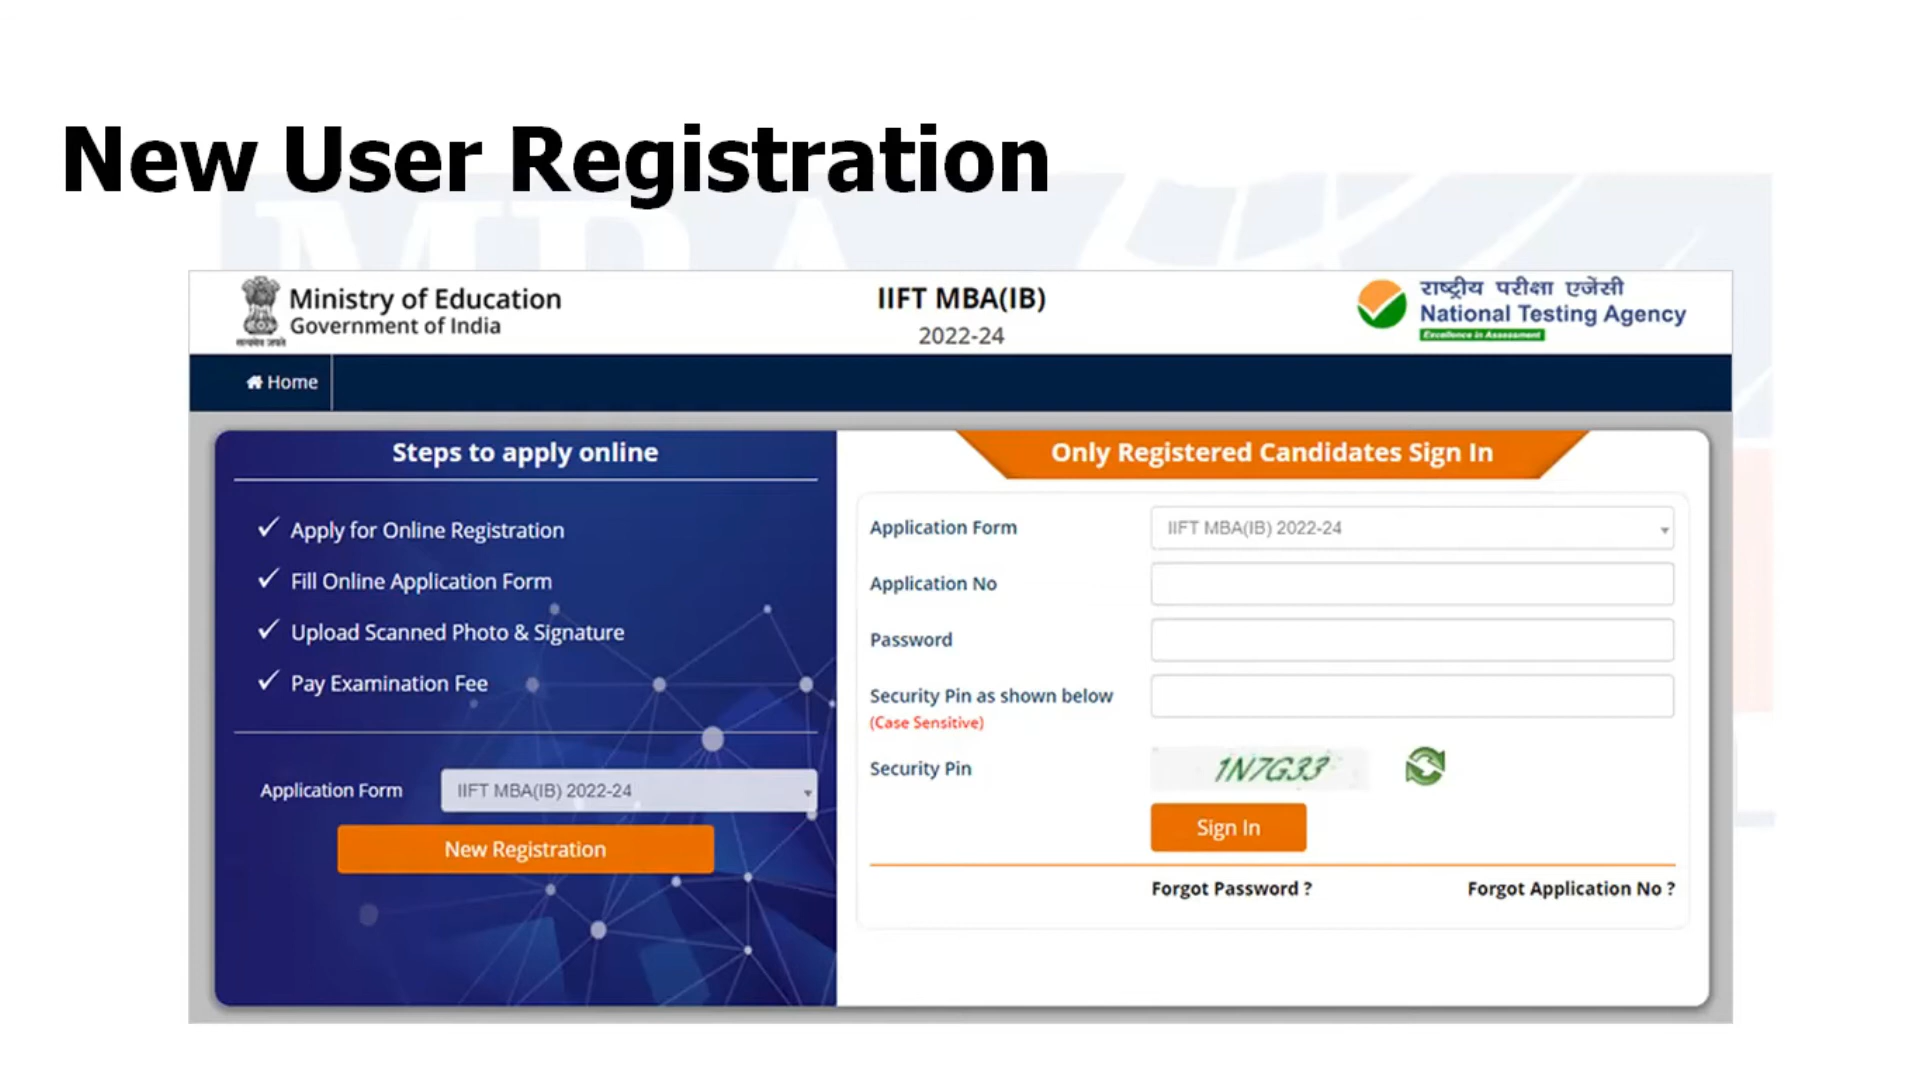 New User Registration
MBA
Ministry of Education
Government of India
सत्यमेव जयते
IIFT MBA(IB)
2022-24
राष्ट्रीय परीक्षा एजेंसी
National Testing Agency
Excellence in Assessment
Home
Steps to apply online
Apply for Online Registration
Fill Online Application Form
Upload Scanned Photo & Signature
Pay Examination Fee
Application Form
IIFT MBA(IB) 2022-24
New Registration
Only Registered Candidates Sign In
Application Form
IIFT MBA(IB) 2022-24
Application No
Password
Security Pin as shown below
(Case Sensitive)
Security Pin
1N7G33
Sign In
Forgot Password ?
Forgot Application No ?